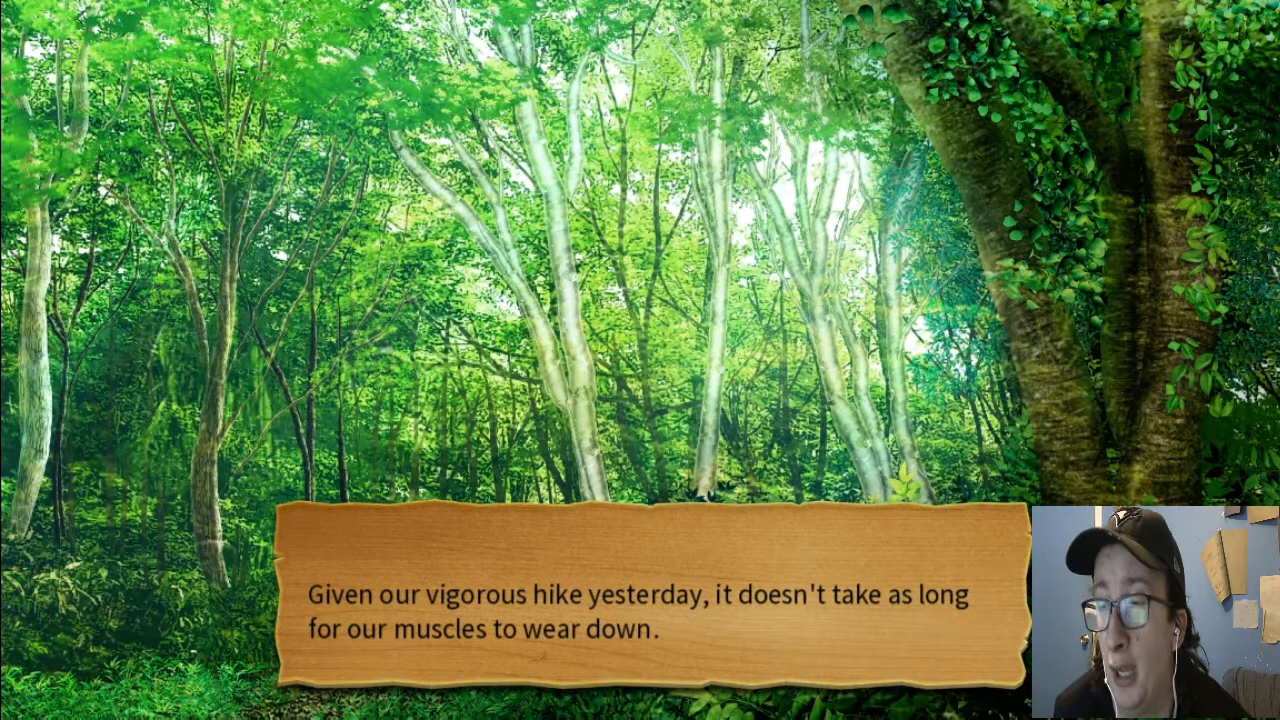 Given our vigorous hike yesterday, it doesn't take as long
for our muscles to wear down.